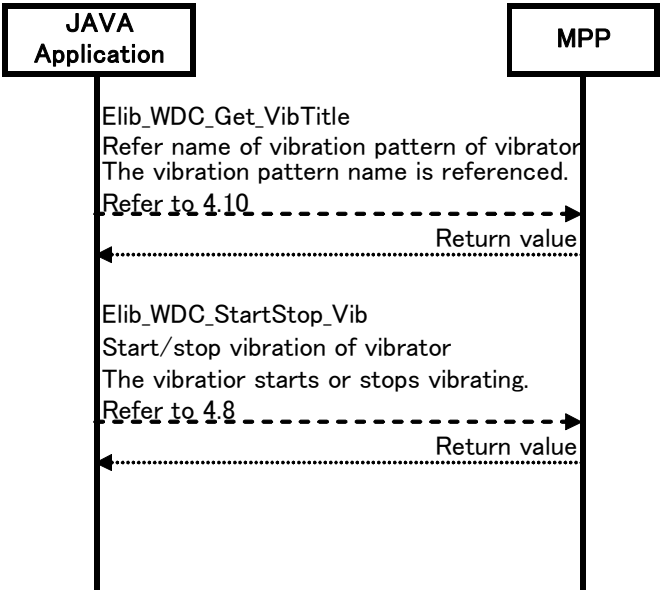 JAVA
Application
MPP
Elib_WDC_Get_VibTitle
Refer name of vibration pattern of vibrator
The vibration pattern name is referenced.
Refer to 4.10
Return value
Elib_WDC_StartStop_Vib
Start/stop vibration of vibrator
The vibratior starts or stops vibrating.
Refer to 4.8
Return value